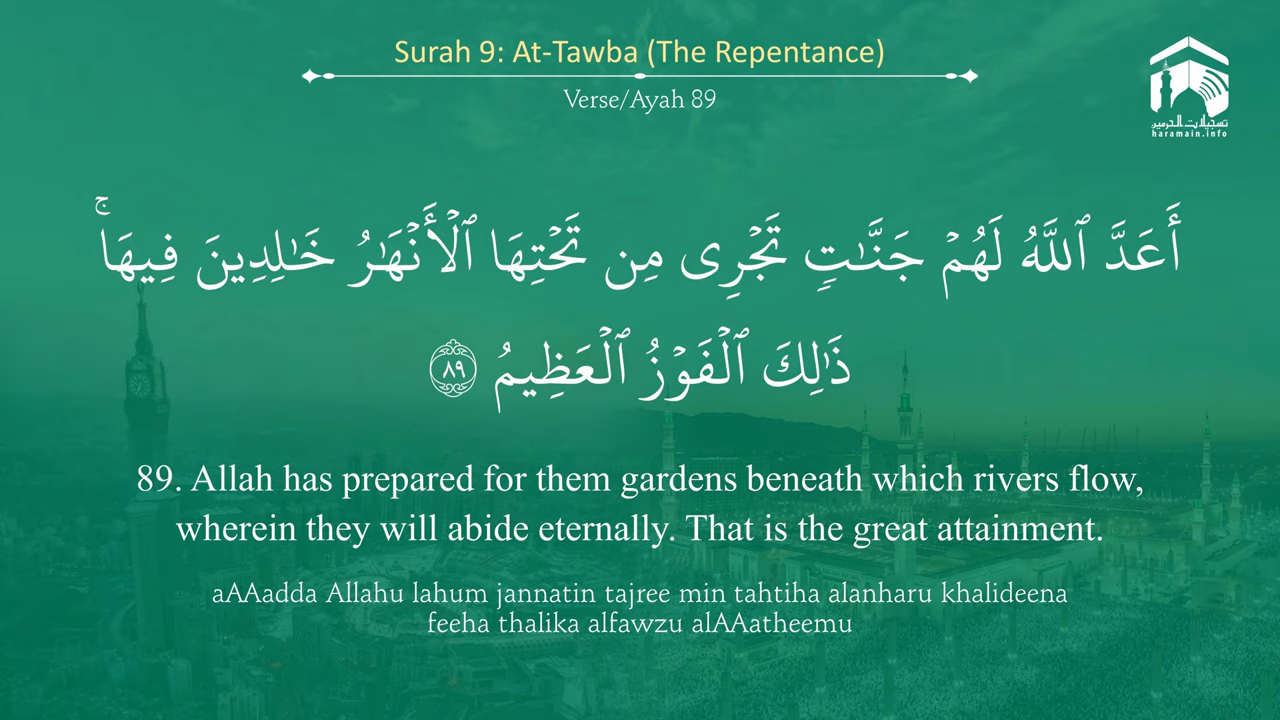 Surah 9: At-Tawba (The Repentance)
Verse/Ayah 89
تسجيلات الحرمين
haramain.info
أَعَدَّ ٱللَّهُ لَهُمْ جَنَّـٰتٍ تَجْرِى مِن تَحْتِهَا ٱلْأَنْهَـٰرُ خَـٰلِدِينَ فِيهَا ۚ
ذَٰلِكَ ٱلْفَوْزُ ٱلْعَظِيمُ ٨٩
89. Allah has prepared for them gardens beneath which rivers flow,
wherein they will abide eternally. That is the great attainment.
aAAadda Allahu lahum jannatin tajree min tahtiha alanharu khalideena
feeha thalika alfawzu alAAatheemu